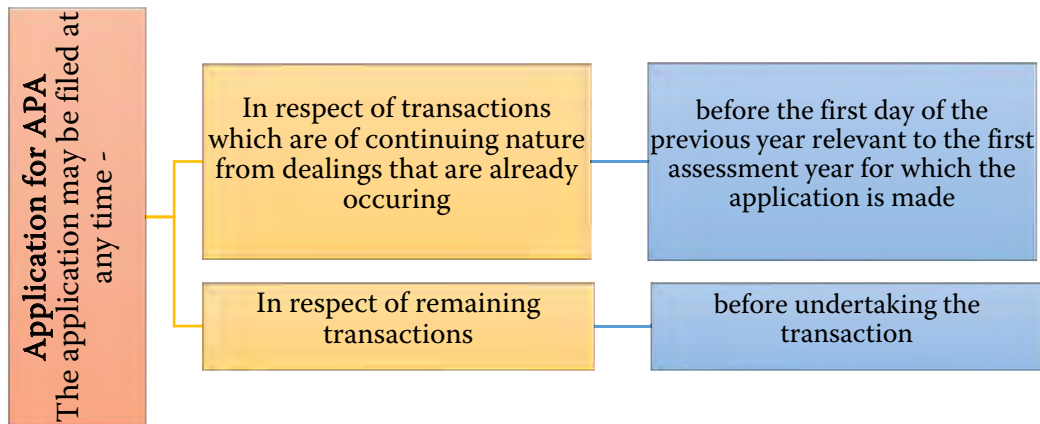 Application for APA
The application may be filed at
any time -
In respect of transactions
which are of continuing nature
from dealings that are already
occuring
before the first day of the
previous year relevant to the first
assessment year for which the
application is made
In respect of remaining
transactions
before undertaking the
transaction